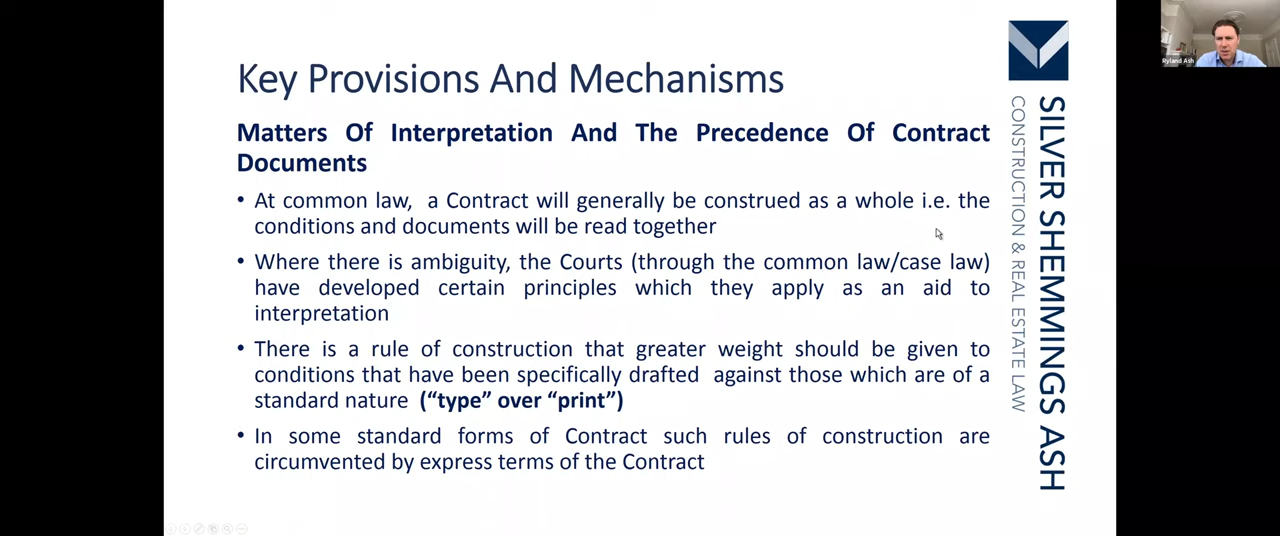 Key Provisions And Mechanisms
Matters Of Interpretation And The Precedence Of Contract
Documents
• At common law, a Contract will generally be construed as a whole i.e. the
conditions and documents will be read together
• Where there is ambiguity, the Courts (through the common law/case law)
have developed certain principles which they apply as an aid to
interpretation
• There is a rule of construction that greater weight should be given to
conditions that have been specifically drafted against those which are of a
standard nature (“type” over “print”)
• In some standard forms of Contract such rules of construction are
circumvented by express terms of the Contract
SILVER SHEMMINGS ASH
CONSTRUCTION & REAL ESTATE LAW
Ryland Ash